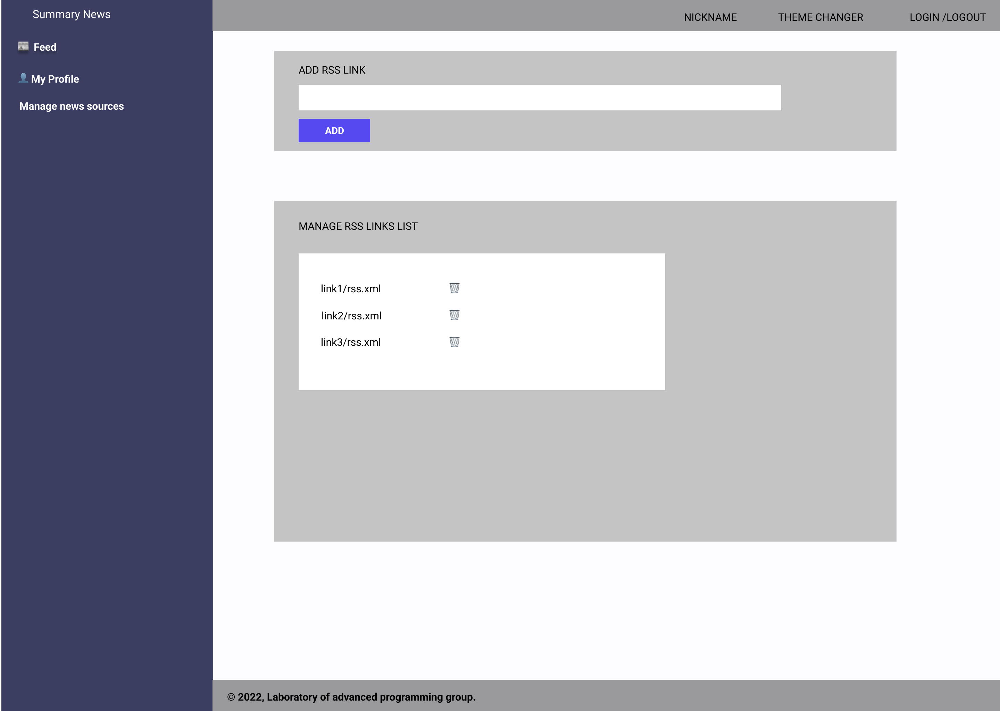 Summary News
Feed
My Profile
Manage news sources
NICKNAME
THEME CHANGER
LOGIN /LOGOUT
ADD RSS LINK
ADD
MANAGE RSS LINKS LIST
link1/rss.xml
link2/rss.xml
link3/rss.xml
© 2022, Laboratory of advanced programming group.